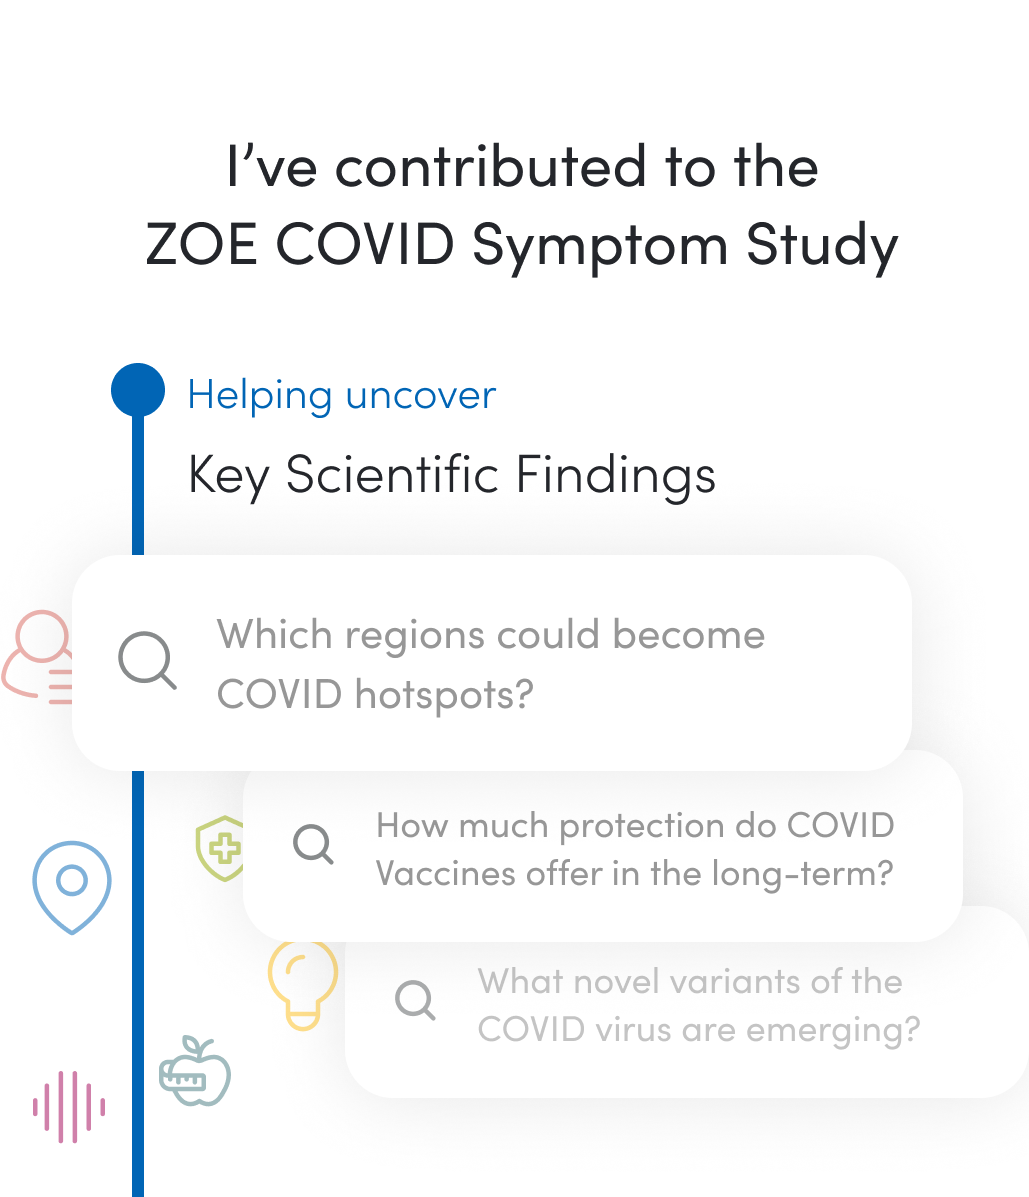 I’ve contributed to the
ZOE COVID Symptom Study
Helping uncover
Key Scientific Findings
Which regions could become
COVID hotspots?
How much protection do COVID
Vaccines offer in the long-term?
What novel variants of the
COVID virus are emerging?